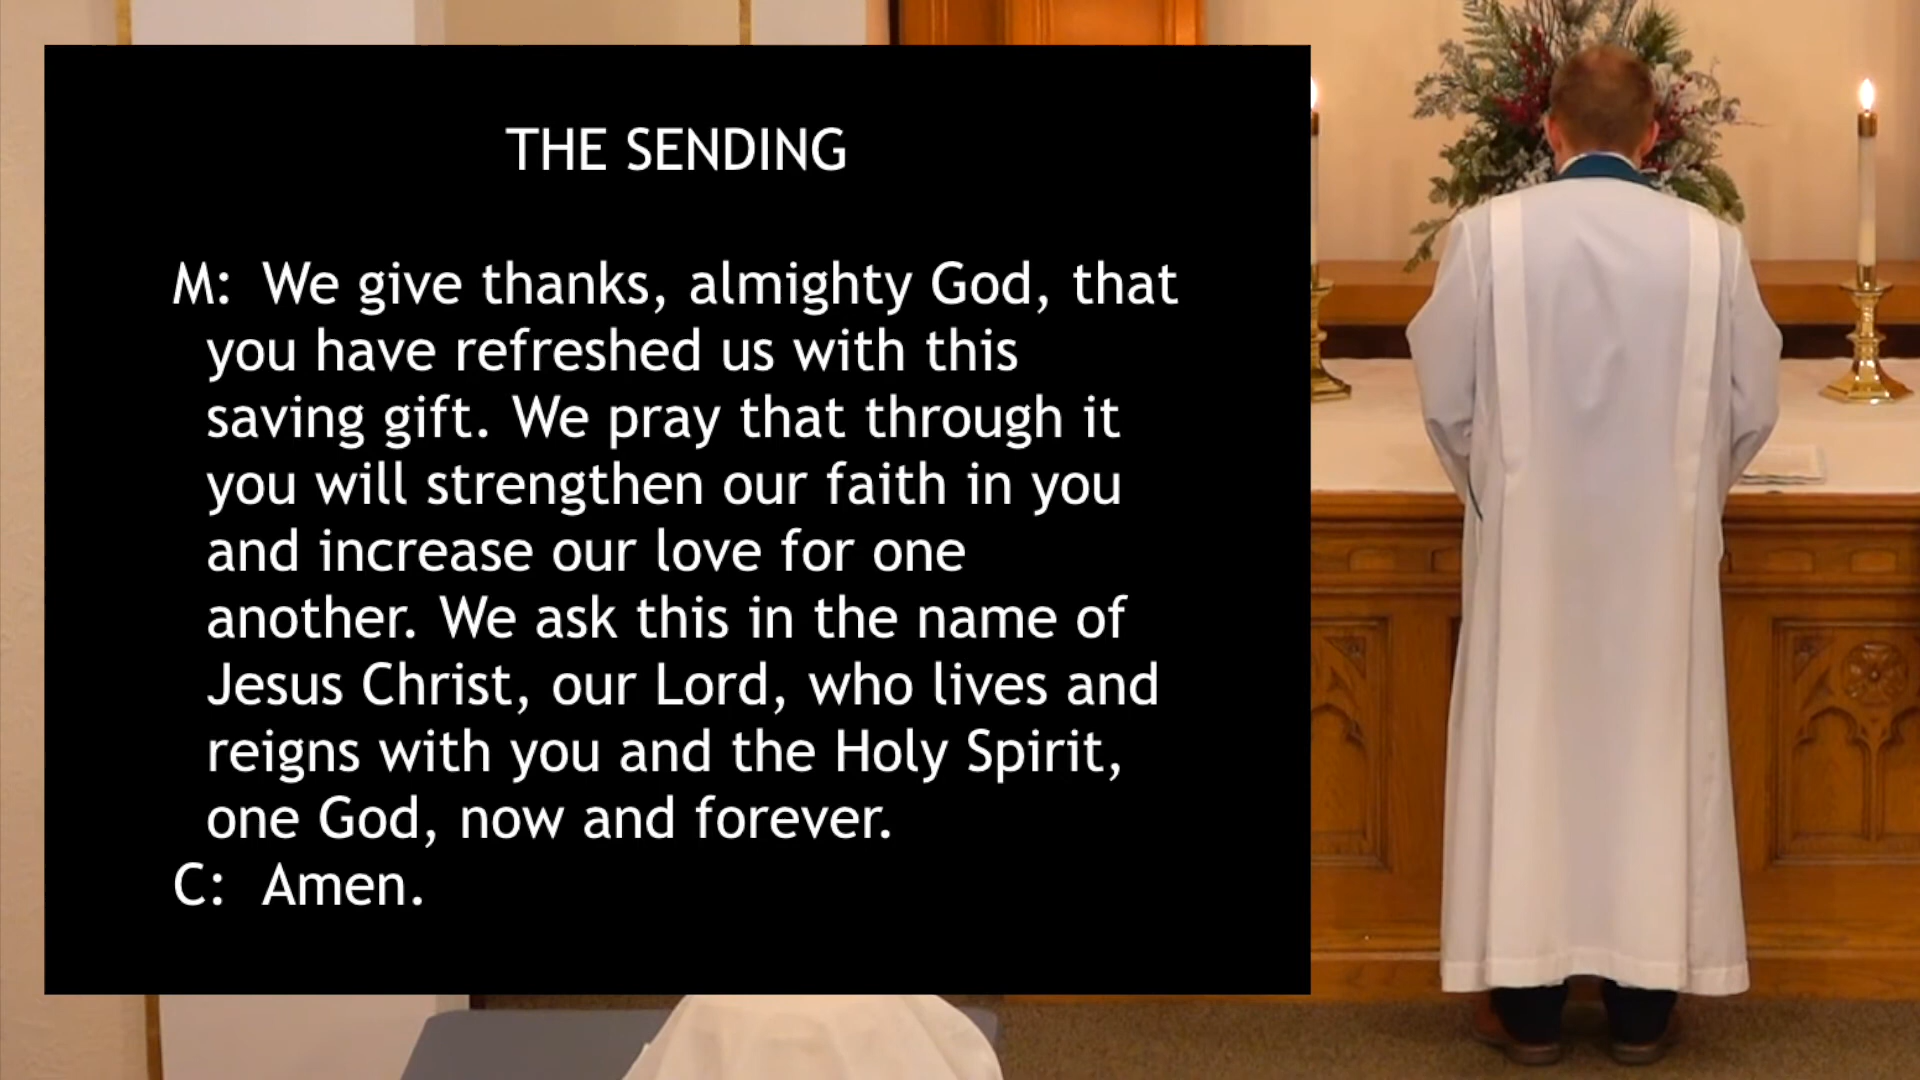 THE SENDING
M: We give thanks, almighty God, that
you have refreshed us with this
saving gift. We pray that through it
you will strengthen our faith in you
and increase our love for one
another. We ask this in the name of
Jesus Christ, our Lord, who lives and
reigns with you and the Holy Spirit,
one God, now and forever.
C: Amen.